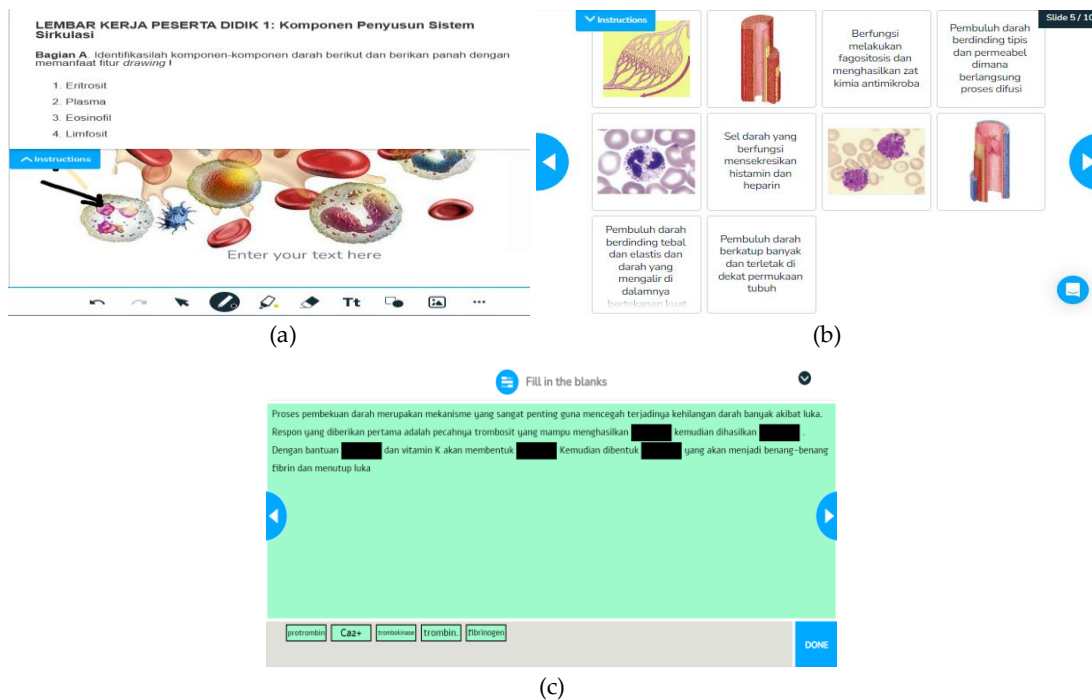 LEMBAR KERJA PESERTA DIDIK 1: Komponen Penyusun Sistem
Sirkulasi
Bagian A. Identifikasilah komponen-komponen darah berikut dan berikan panah dengan
memanfaat fitur drawing !
1. Eritrosit
2. Plasma
3. Eosinofil
4. Limfosit
Instructions
Enter your text here
Tt
(a)
Instructions
Slide 5 / 10
Berfungsi
melakukan
fagositosis dan
menghasilkan zat
kimia antimikroba
Pembuluh darah
berdinding tipis
dan permeabel
dimana
berlangsung
proses difusi
Sel darah yang
berfungsi
mensekresikan
histamin dan
heparin
Pembuluh darah
berdinding tebal
dan elastis dan
darah yang
mengalir di
dalamnya
bertekanan kuat
Pembuluh darah
berkatup banyak
dan terletak di
dekat permukaan
tubuh
(b)
Fill in the blanks
Proses pembekuan darah merupakan mekanisme yang sangat penting guna mencegah terjadinya kehilangan darah banyak akibat luka.
Respon yang diberikan pertama adalah pecahnya trombosit yang mampu menghasilkan kemudian dihasilkan .
Dengan bantuan dan vitamin K akan membentuk Kemudian dibentuk yang akan menjadi benang-benang
fibrin dan menutup luka
protrombin Ca2+ trombokinase trombin. fibrinogen
DONE
(c)